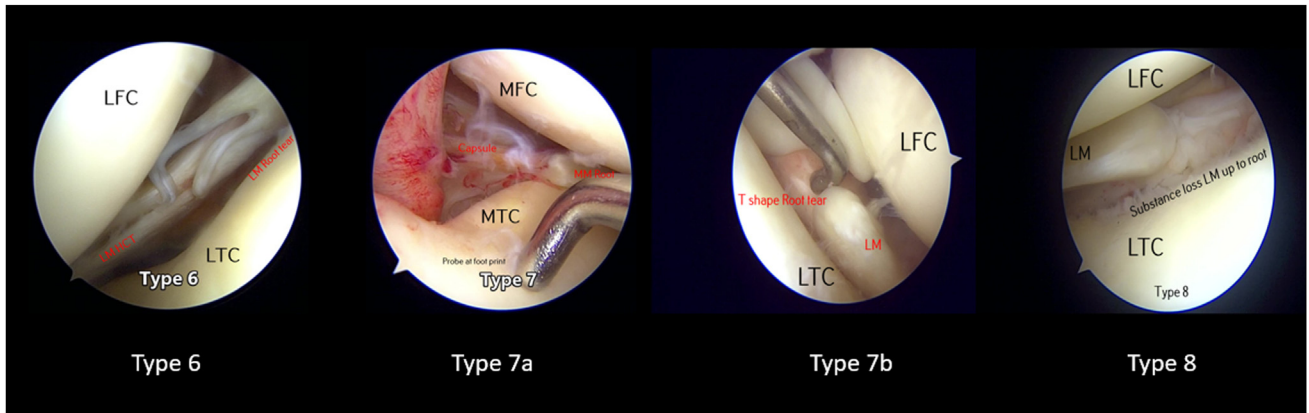 LFC
LM Root tear
LM HCT
LTC
Type 6
MFC
Capsule
MM Root
MTC
Probe at foot print
Type 7
LFC
T shape Root tear
LM
LTC
LFC
LM
Substance loss LM up to root
LTC
Type 8
Type 6
Type 7a
Type 7b
Type 8